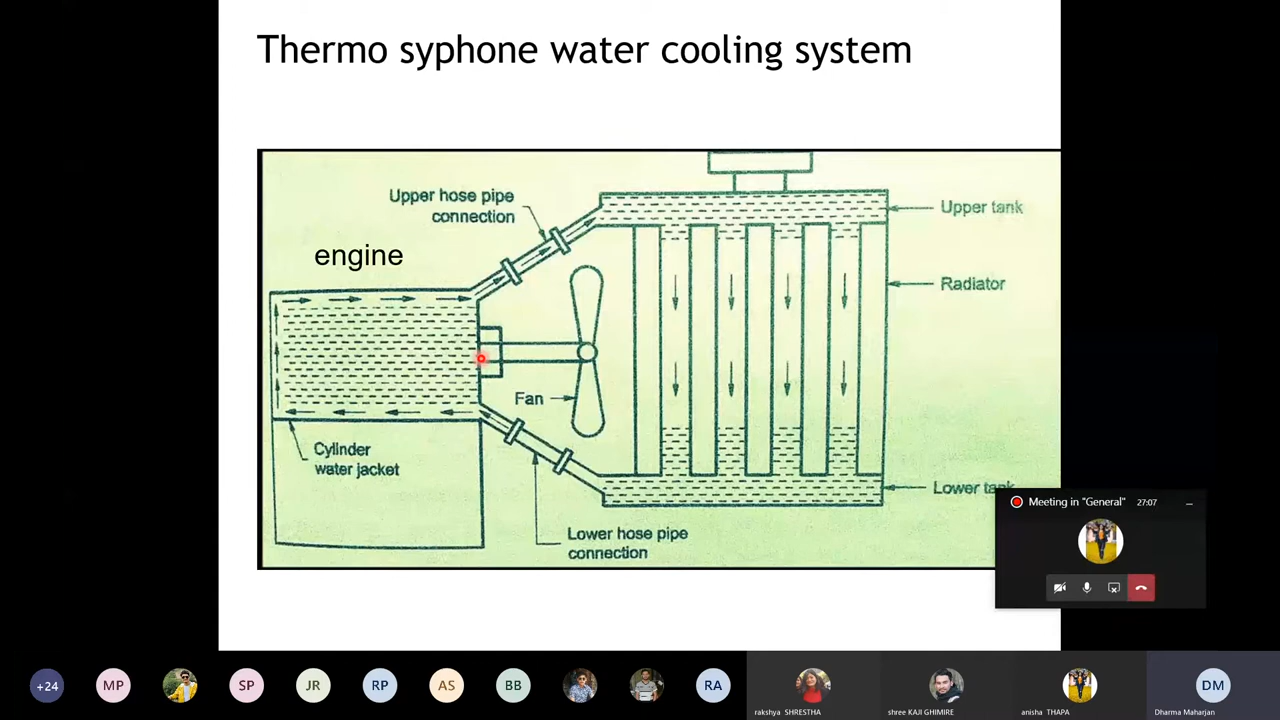 Thermo syphone water cooling system
Upper hose pipe
connection
Upper tank
engine
Radiator
Fan
Cylinder
water jacket
Lower tank
Lower hose pipe
connection
Meeting in "General" 27:07
+24 MP SP JR RP AS BB RA DM
rakshya SHRESTHA shree KAJI GHIMIRE anisha THAPA Dharma Maharjan